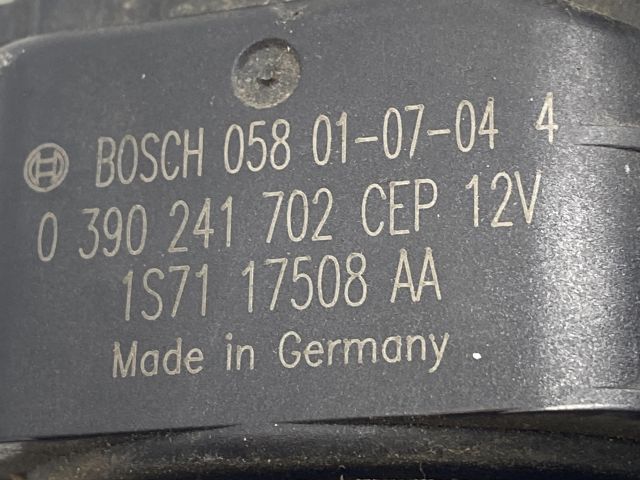 BOSCH 058 01-07-04 4
0 390 241 702 CEP 12V
1S71 17508 AA
Made in Germany